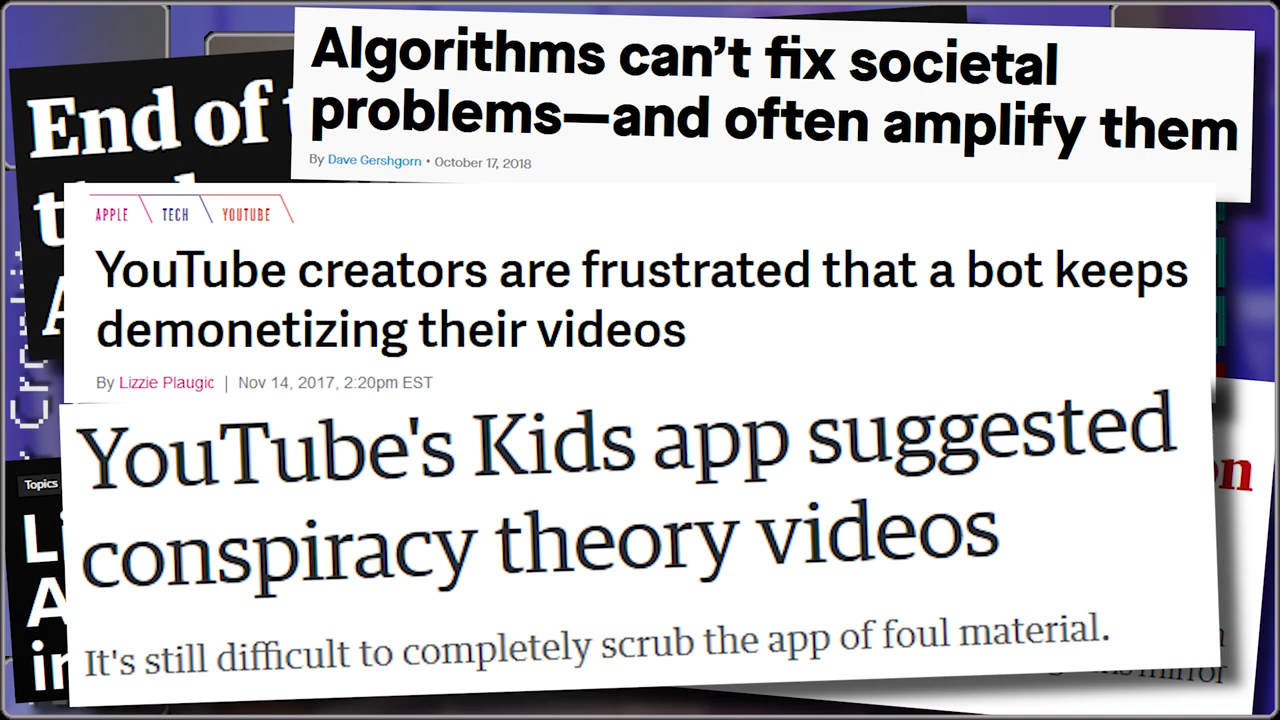 Algorithms can’t fix societal
problems—and often amplify them
By Dave Gershgorn • October 17, 2018
End of
APPLE TECH YOUTUBE
YouTube creators are frustrated that a bot keeps
demonetizing their videos
By Lizzie Plaugic | Nov 14, 2017, 2:20pm EST
YouTube's Kids app suggested
conspiracy theory videos
It's still difficult to completely scrub the app of foul material.
Topics